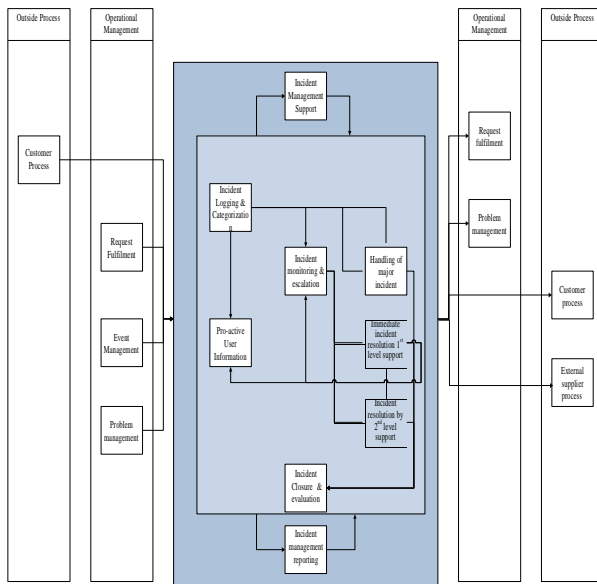 Outside Process
Operational
Management
Operational
Management
Outside Process
Incident
Management
Support
Customer
Process
Request
fulfilment
Incident
Logging &
Categorizatio
n
Problem
management
Request
Fulfilment
Incident
monitoring &
escalation
Handling of
major
incident
Customer
process
Event
Management
Pro-active
User
Information
Immediate
incident
resolution 1st
level support
External
supplier
process
Problem
management
Incident
resolution by
2nd level
support
Incident
Closure &
evaluation
Incident
management
reporting